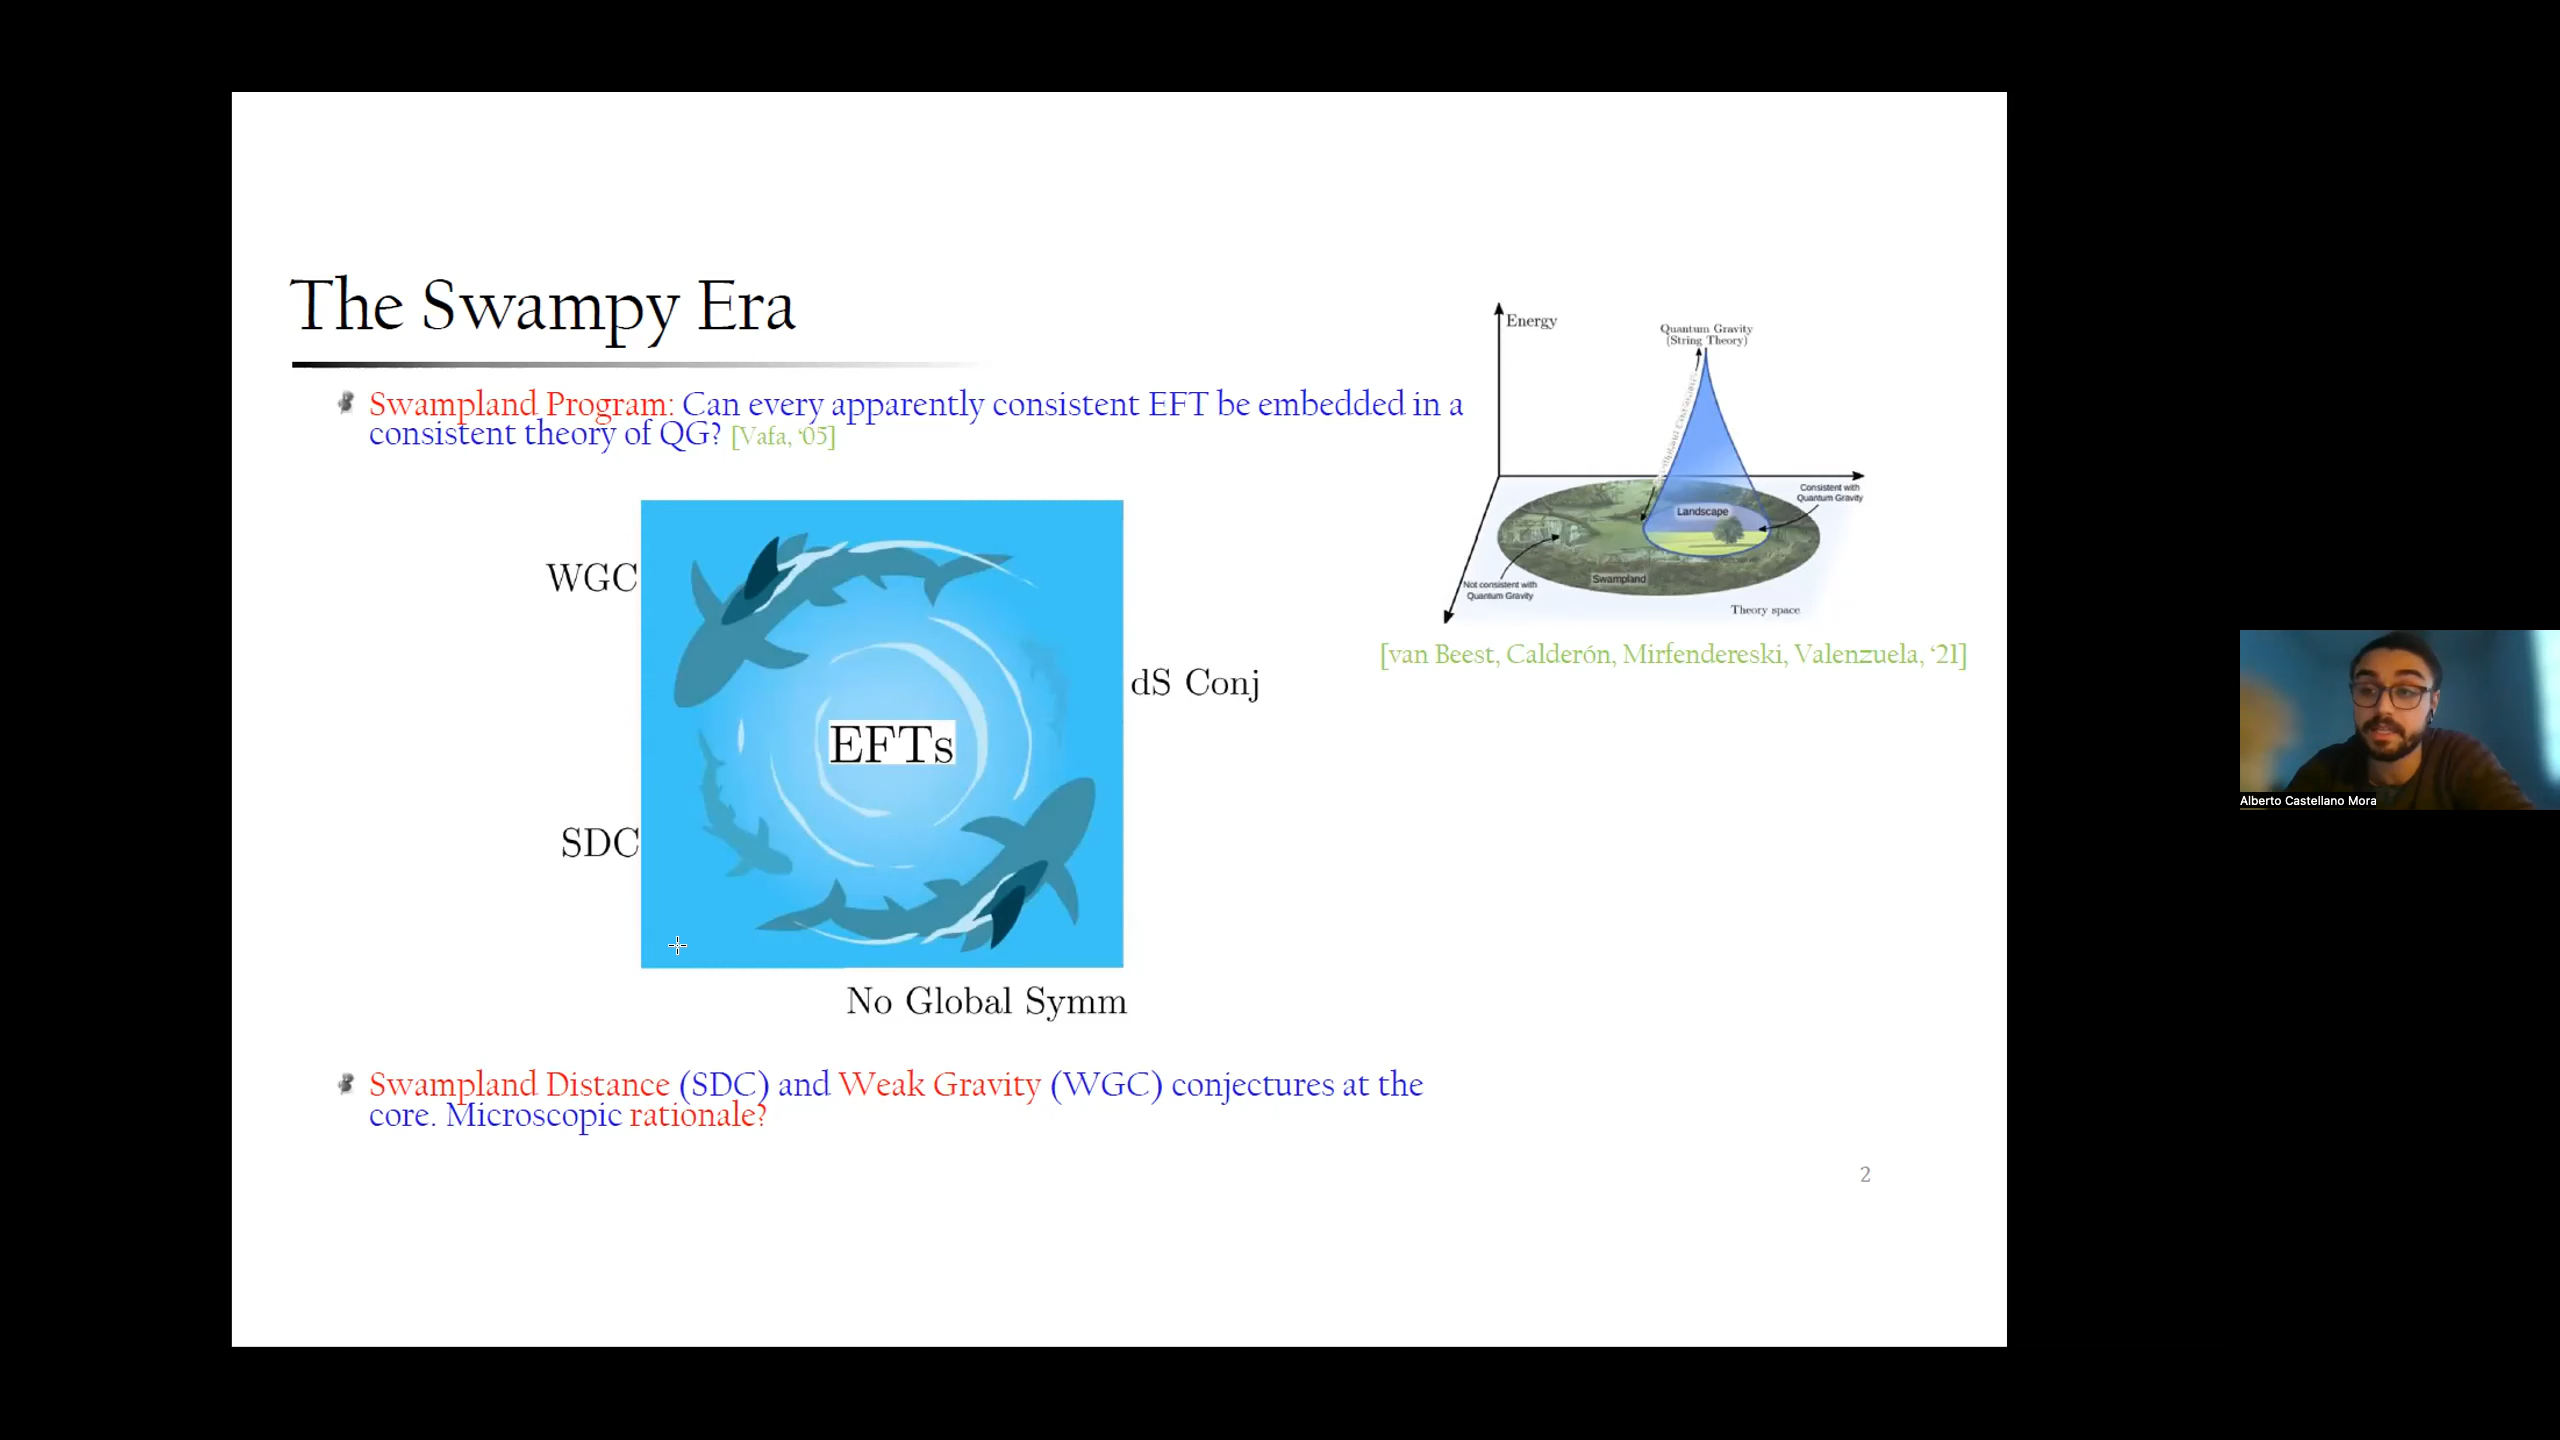 The Swampy Era
Swampland Program: Can every apparently consistent EFT be embedded in a
consistent theory of QG? [Vafa, ‘05]
Energy
Quantum Gravity
(String Theory)
Consistent with
Quantum Gravity
Landscape
Not consistent with
Quantum Gravity
Swampland
Theory space
[van Beest, Calderón, Mirfendereski, Valenzuela, ‘21]
WGC
dS Conj
EFTs
SDC
No Global Symm
Swampland Distance (SDC) and Weak Gravity (WGC) conjectures at the
core. Microscopic rationale?
2
Alberto Castellano Mora